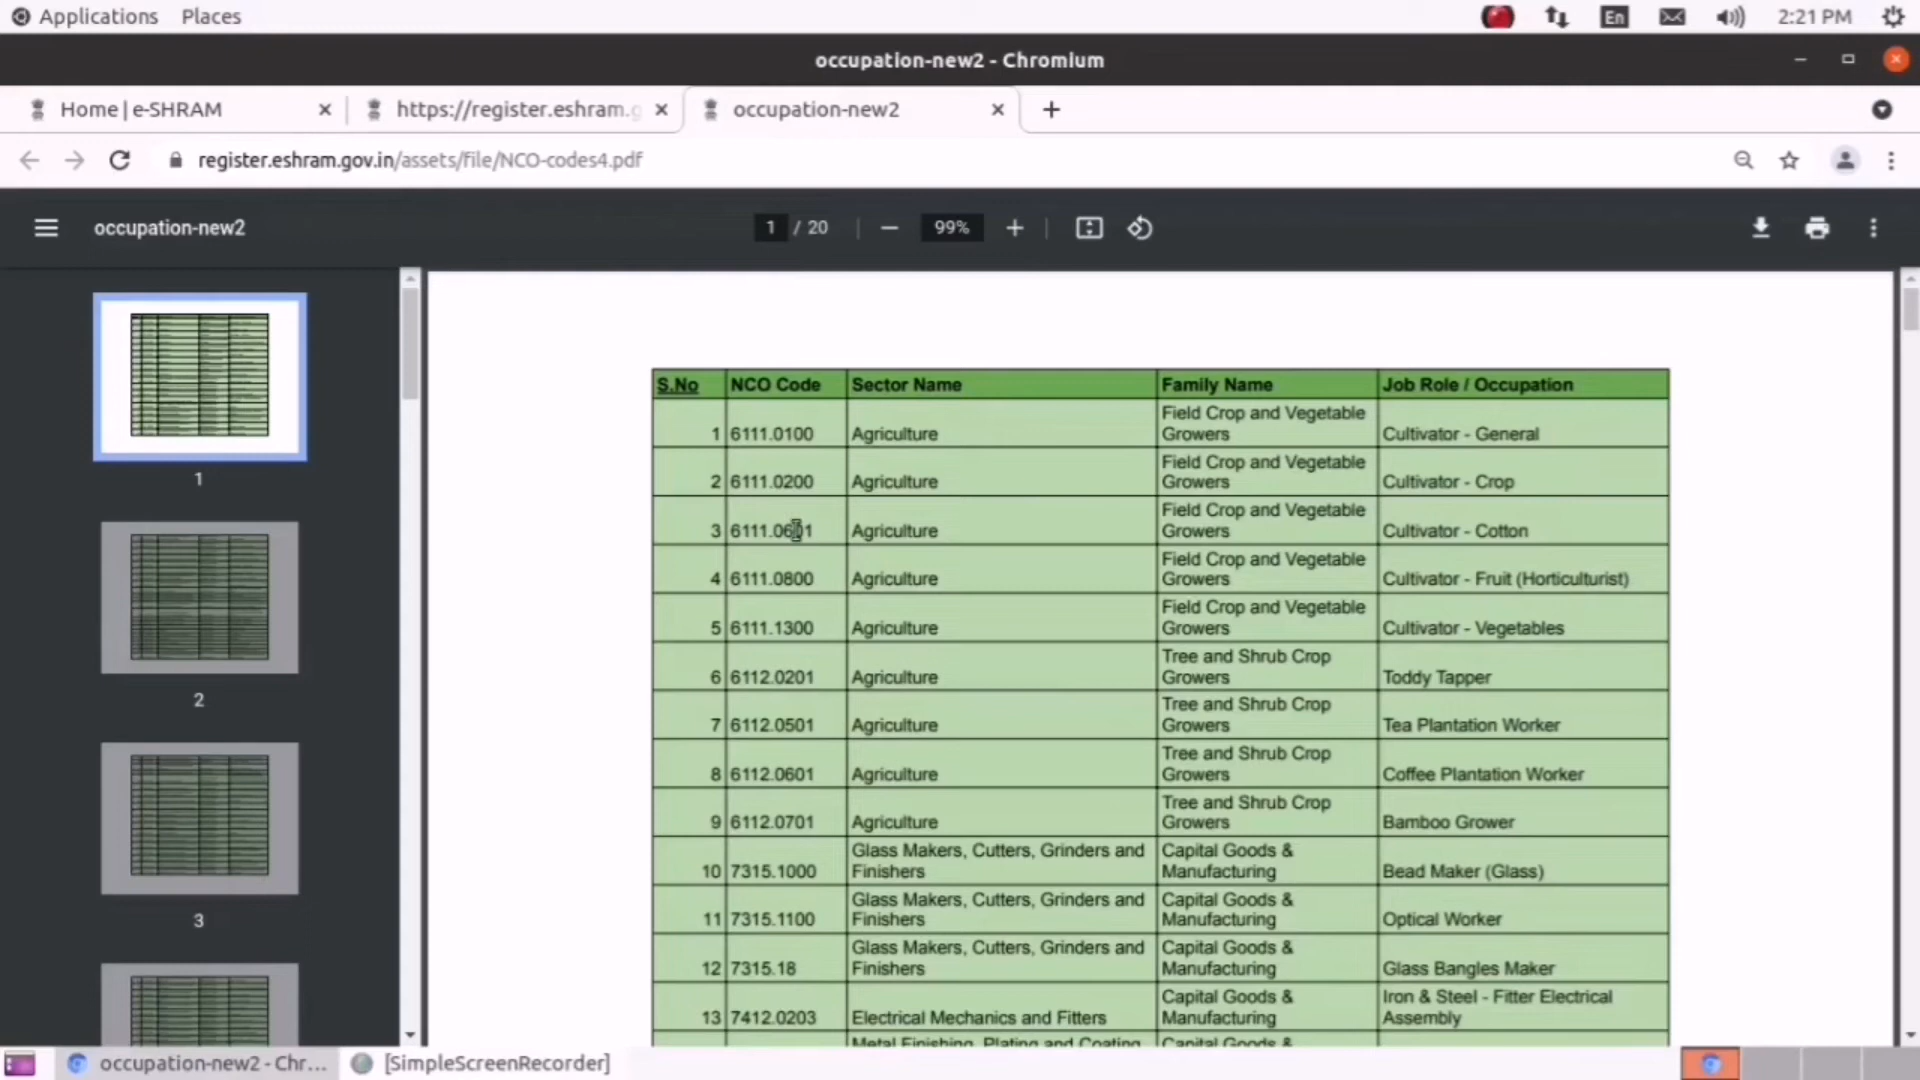 Applications Places En 2:21 PM
occupation-new2 - Chromium
Home | e-SHRAM https://register.eshram.g occupation-new2
register.eshram.gov.in/assets/file/NCO-codes4.pdf
occupation-new2 1 / 20 99%
1
2
3
S.No NCO Code Sector Name Family Name Job Role / Occupation
1 6111.0100 Agriculture Field Crop and Vegetable Growers Cultivator - General
2 6111.0200 Agriculture Field Crop and Vegetable Growers Cultivator - Crop
3 6111.0601 Agriculture Field Crop and Vegetable Growers Cultivator - Cotton
4 6111.0800 Agriculture Field Crop and Vegetable Growers Cultivator - Fruit (Horticulturist)
5 6111.1300 Agriculture Field Crop and Vegetable Growers Cultivator - Vegetables
6 6112.0201 Agriculture Tree and Shrub Crop Growers Toddy Tapper
7 6112.0501 Agriculture Tree and Shrub Crop Growers Tea Plantation Worker
8 6112.0601 Agriculture Tree and Shrub Crop Growers Coffee Plantation Worker
9 6112.0701 Agriculture Tree and Shrub Crop Growers Bamboo Grower
10 7315.1000 Glass Makers, Cutters, Grinders and Finishers Capital Goods & Manufacturing Bead Maker (Glass)
11 7315.1100 Glass Makers, Cutters, Grinders and Finishers Capital Goods & Manufacturing Optical Worker
12 7315.18 Glass Makers, Cutters, Grinders and Finishers Capital Goods & Manufacturing Glass Bangles Maker
13 7412.0203 Electrical Mechanics and Fitters Capital Goods & Manufacturing Iron & Steel - Fitter Electrical Assembly
Metal Finishing, Plating and Coating Capital Goods &
occupation-new2 - Chr... [SimpleScreenRecorder]